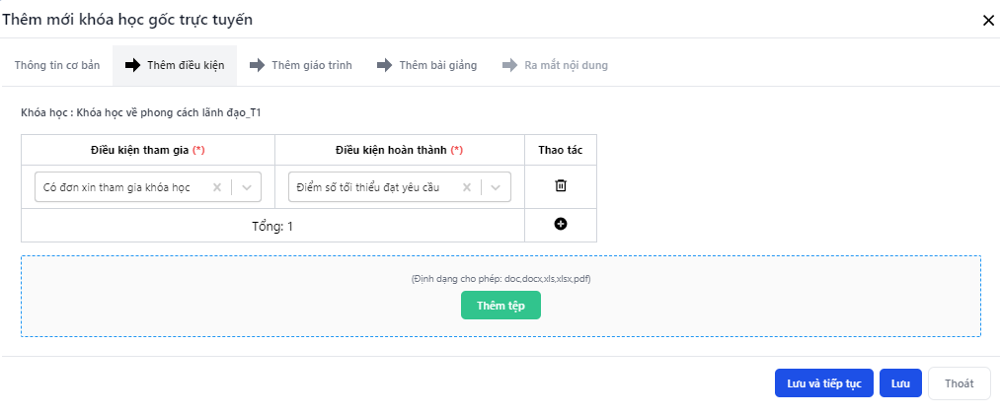 Thêm mới khóa học gốc trực tuyến
Thông tin cơ bản Thêm điều kiện Thêm giáo trình Thêm bài giảng Ra mắt nội dung
Khóa học : Khóa học về phong cách lãnh đạo_T1
Điều kiện tham gia (*) Điều kiện hoàn thành (*) Thao tác
Có đơn xin tham gia khóa học Điểm số tối thiểu đạt yêu cầu
Tổng: 1
(Định dạng cho phép: doc,docx,xls,xlsx,pdf)
Thêm tệp
Lưu và tiếp tục Lưu Thoát